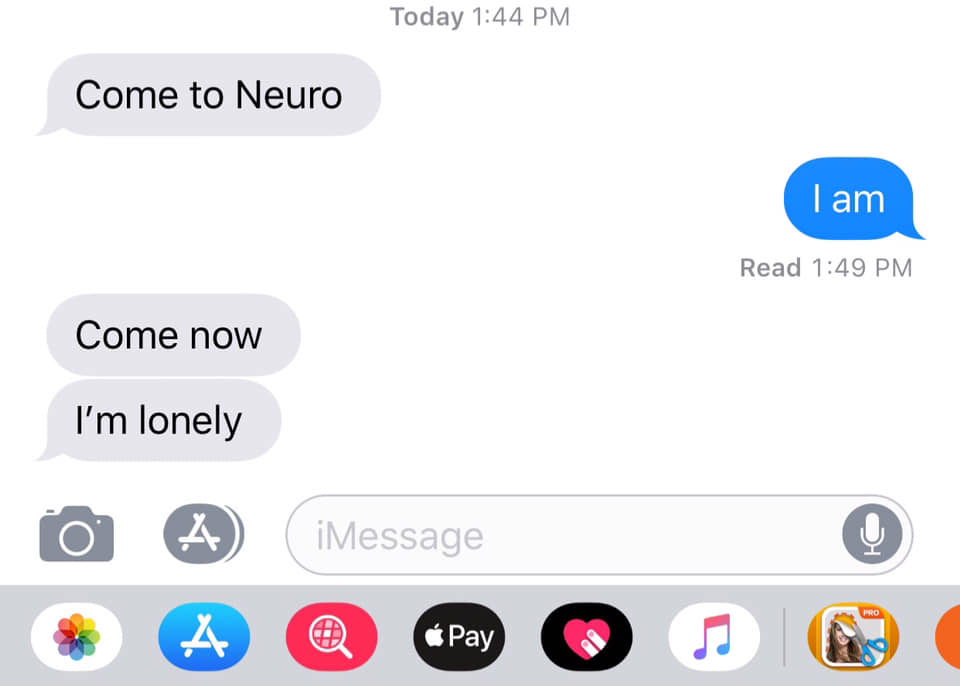 Today 1:44 PM
Come to Neuro
I am
Read 1:49 PM
Come now
I’m lonely
iMessage
Pay
PRO